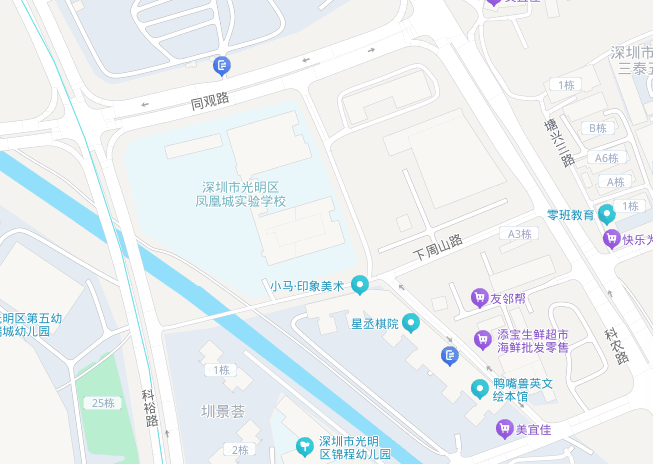 美宜佳
深圳市
三泰五
1栋
同观路
塘兴三路
B栋
A6栋
A栋
1栋
深圳市光明区
凤凰城实验学校
零班教育
快乐为
A3栋
下周山路
小马·印象美术
友邻帮
明区第五幼
城幼儿园
星丞棋院
添宝生鲜超市
海鲜批发零售
科农路
1栋
鸭嘴兽英文
绘本馆
科裕路
25栋
圳景荟
美宜佳
2栋
深圳市光明
区锦程幼儿园